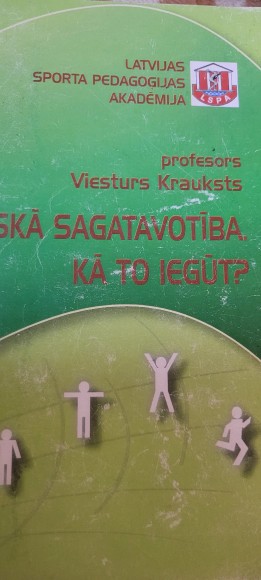 LATVIJAS
SPORTA PEDAGOĢIJAS
AKADĒMIJA
LSPA
profesors
Viesturs Krauksts
SKĀ SAGATAVOTĪBA.
KĀ TO IEGŪT?